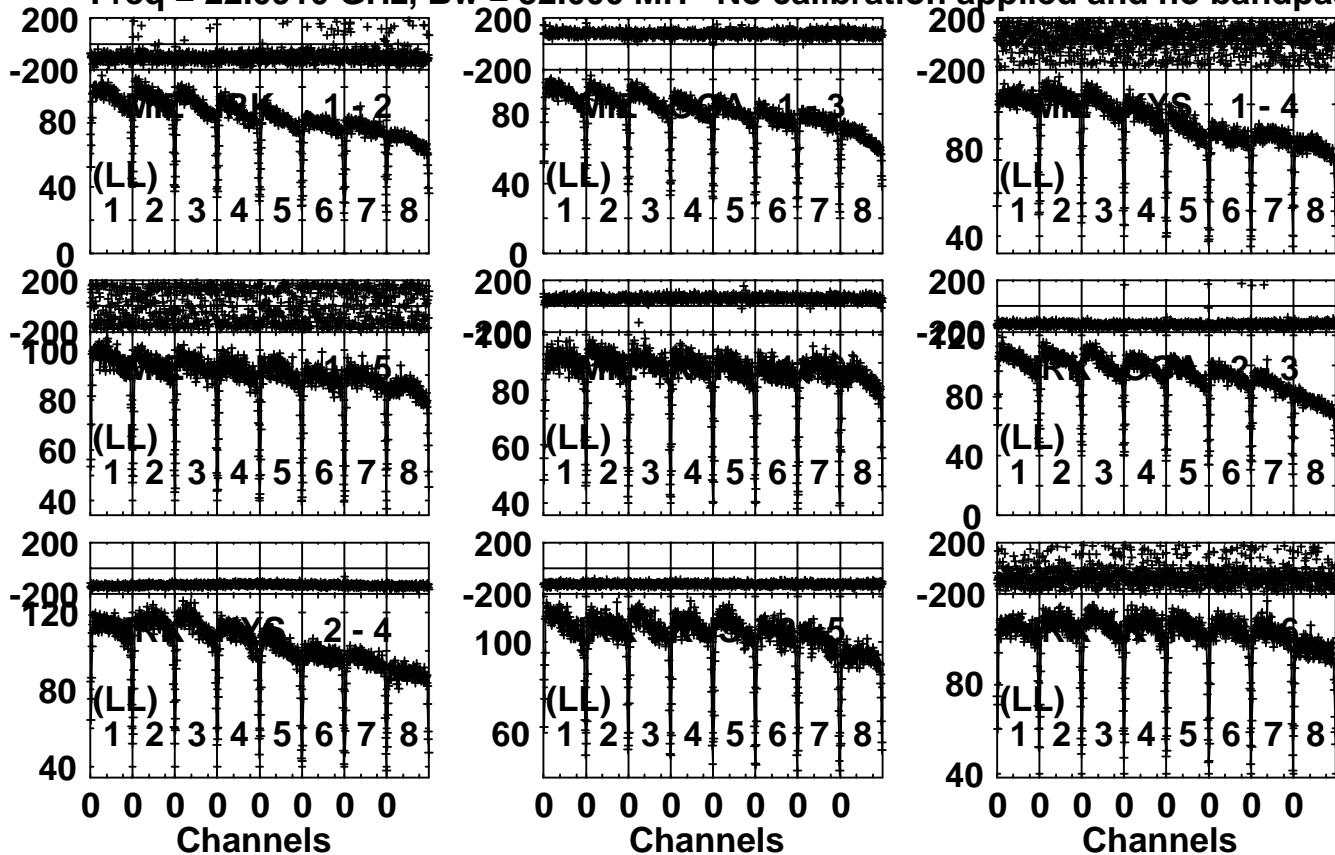 Freq = GHz, Bw = 32.000 MH No calibration applied and no bandpa
200 200 200
-200 -200 -200
1 - 2 1 - 3 KYS 1 - 4
80 80 80
(LL) (LL) (LL)
40 40
1 2 3 4 5 6 7 8 1 2 3 4 5 6 7 8 1 2 3 4 5 6 7 8
0 0 40
200 200 200
-200 -200 -200
100 100 120
1 - 5 2 - 3
80 80 80
(LL) (LL) (LL)
60 60 40
1 2 3 4 5 6 7 8 1 2 3 4 5 6 7 8 1 2 3 4 5 6 7 8
40 40 0
200 200 200
-200 -200 -200
120
2 - 4
100
80 80
(LL) (LL) (LL)
60
1 2 3 4 5 6 7 8 1 2 3 4 5 6 7 8 1 2 3 4 5 6 7 8
40 40
0 0 0 0 0 0 0 0 0 0 0 0 0 0 0 0 0 0 0 0 0 0 0 0
Channels Channels Channels